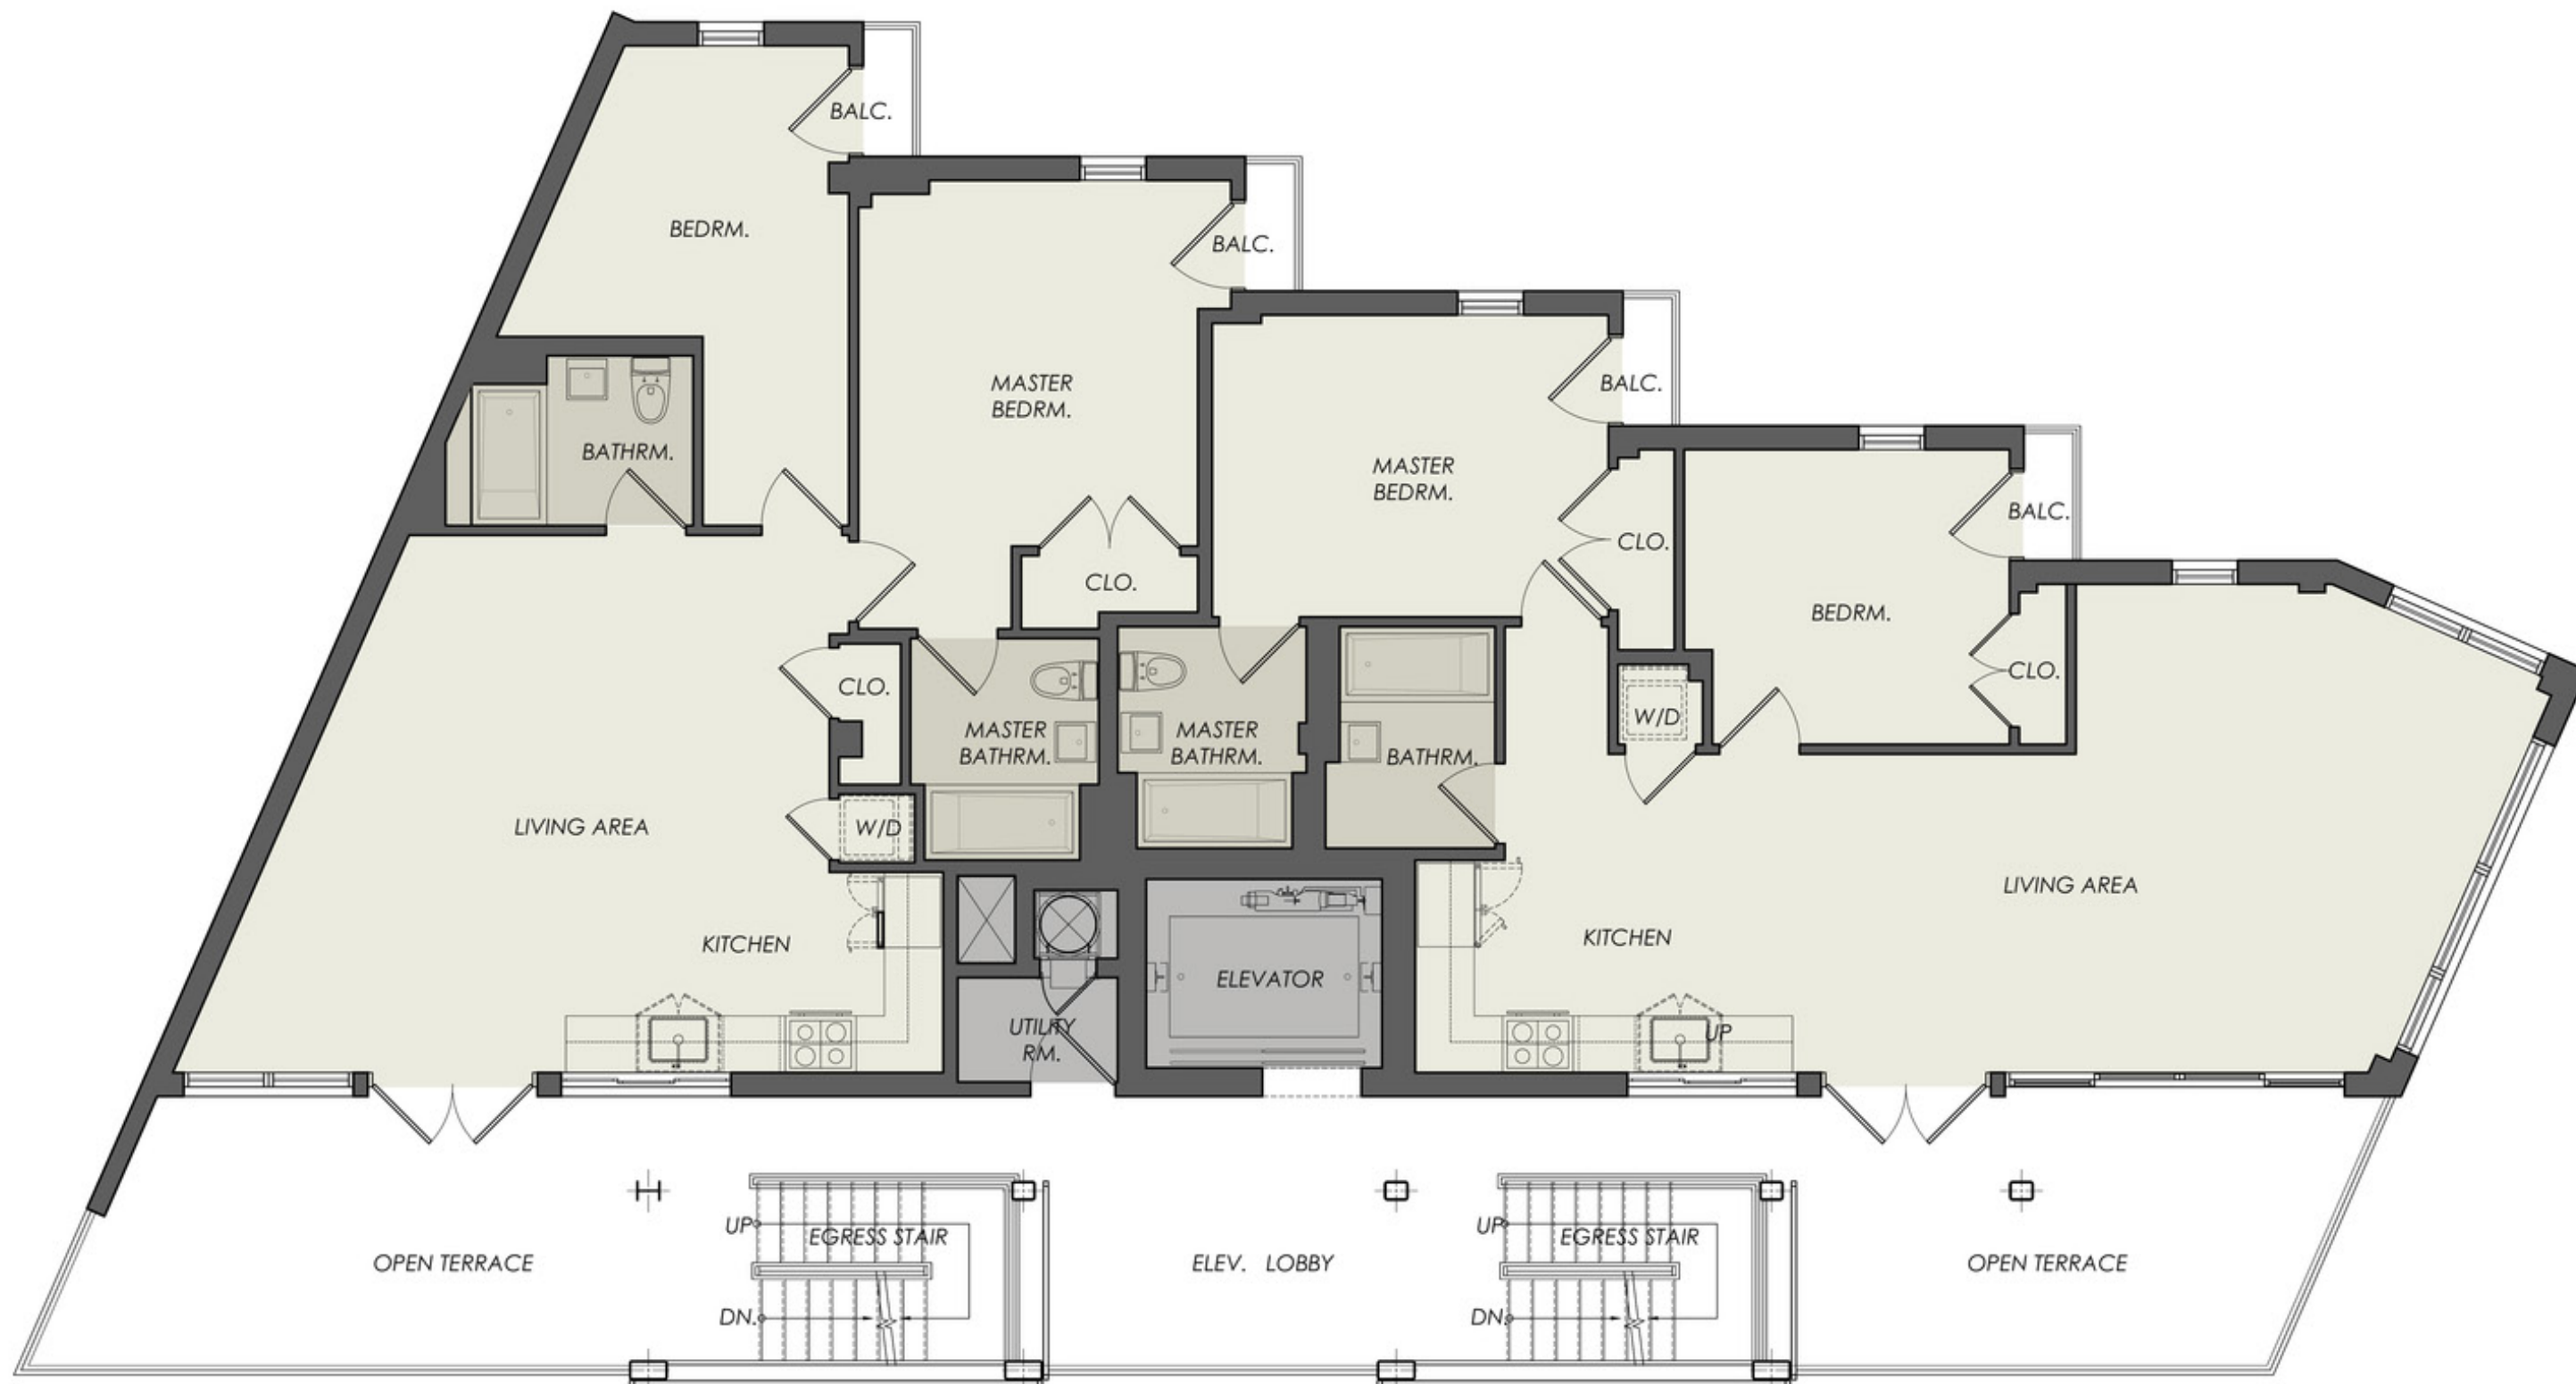 BALC.
BEDRM.
BALC.
MASTER
BEDRM.
BALC.
MASTER
BEDRM.
BATHRM.
BALC.
CLO.
CLO.
BEDRM.
CLO.
CLO.
W/D
MASTER
BATHRM.
MASTER
BATHRM.
BATHRM.
LIVING AREA
W/D
LIVING AREA
KITCHEN
KITCHEN
ELEVATOR
UTILITY
RM.
UP
UP
EGRESS STAIR
UP
EGRESS STAIR
OPEN TERRACE
ELEV. LOBBY
OPEN TERRACE
DN.
DN.